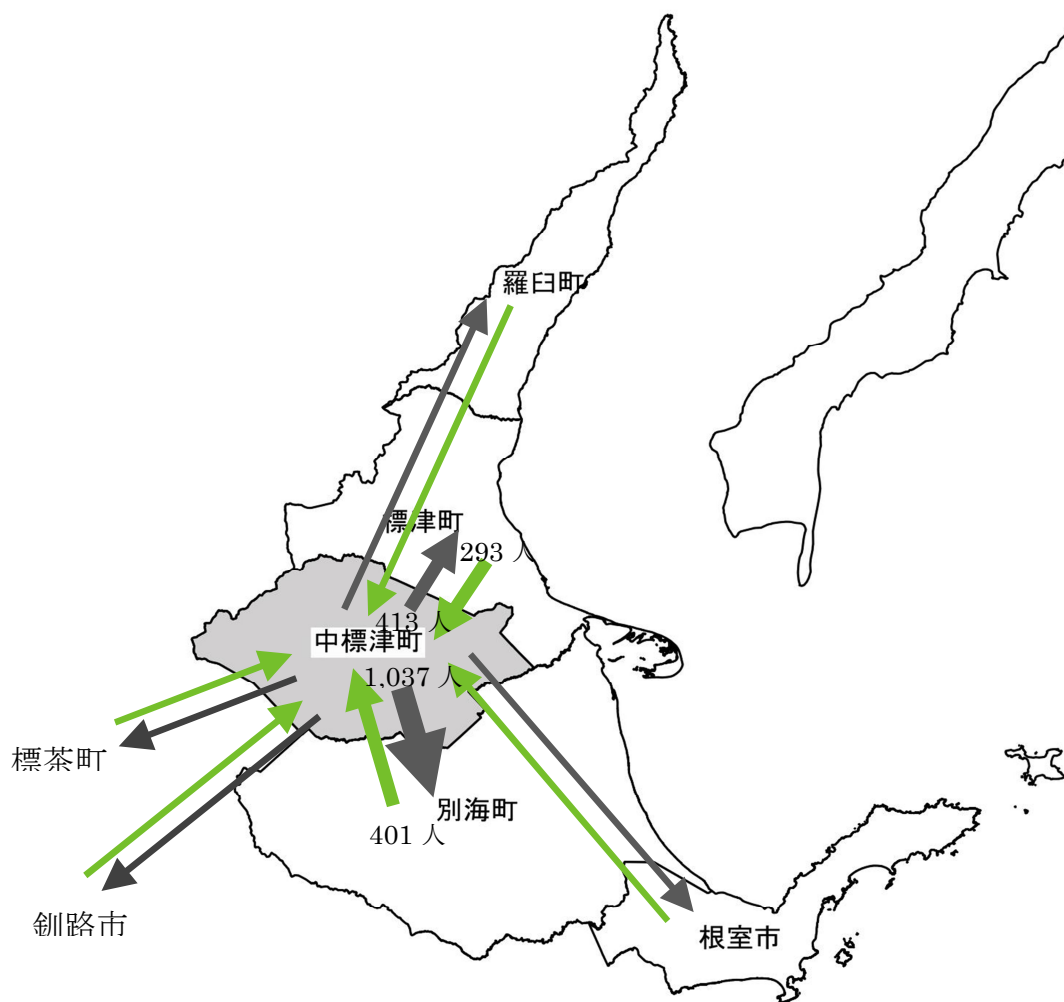 羅臼町
標津町
293 人
413 人
中標津町
1,037 人
標茶町
別海町
401 人
釧路市
根室市